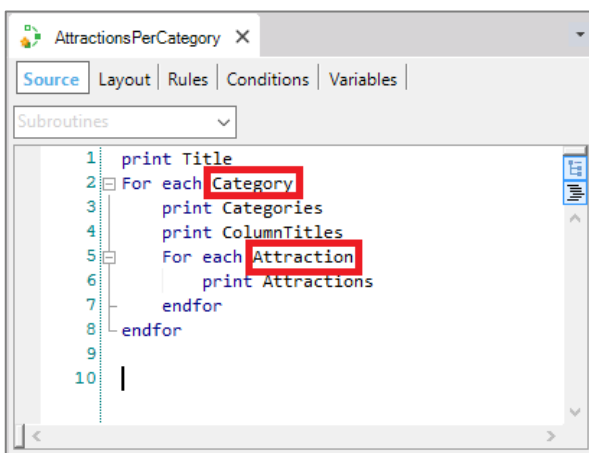 AttractionsPerCategory
Source Layout Rules Conditions Variables
Subroutines
1 print Title
2 For each Category
3 print Categories
4 print ColumnTitles
5 For each Attraction
6 print Attractions
7 endfor
8 endfor
9
10